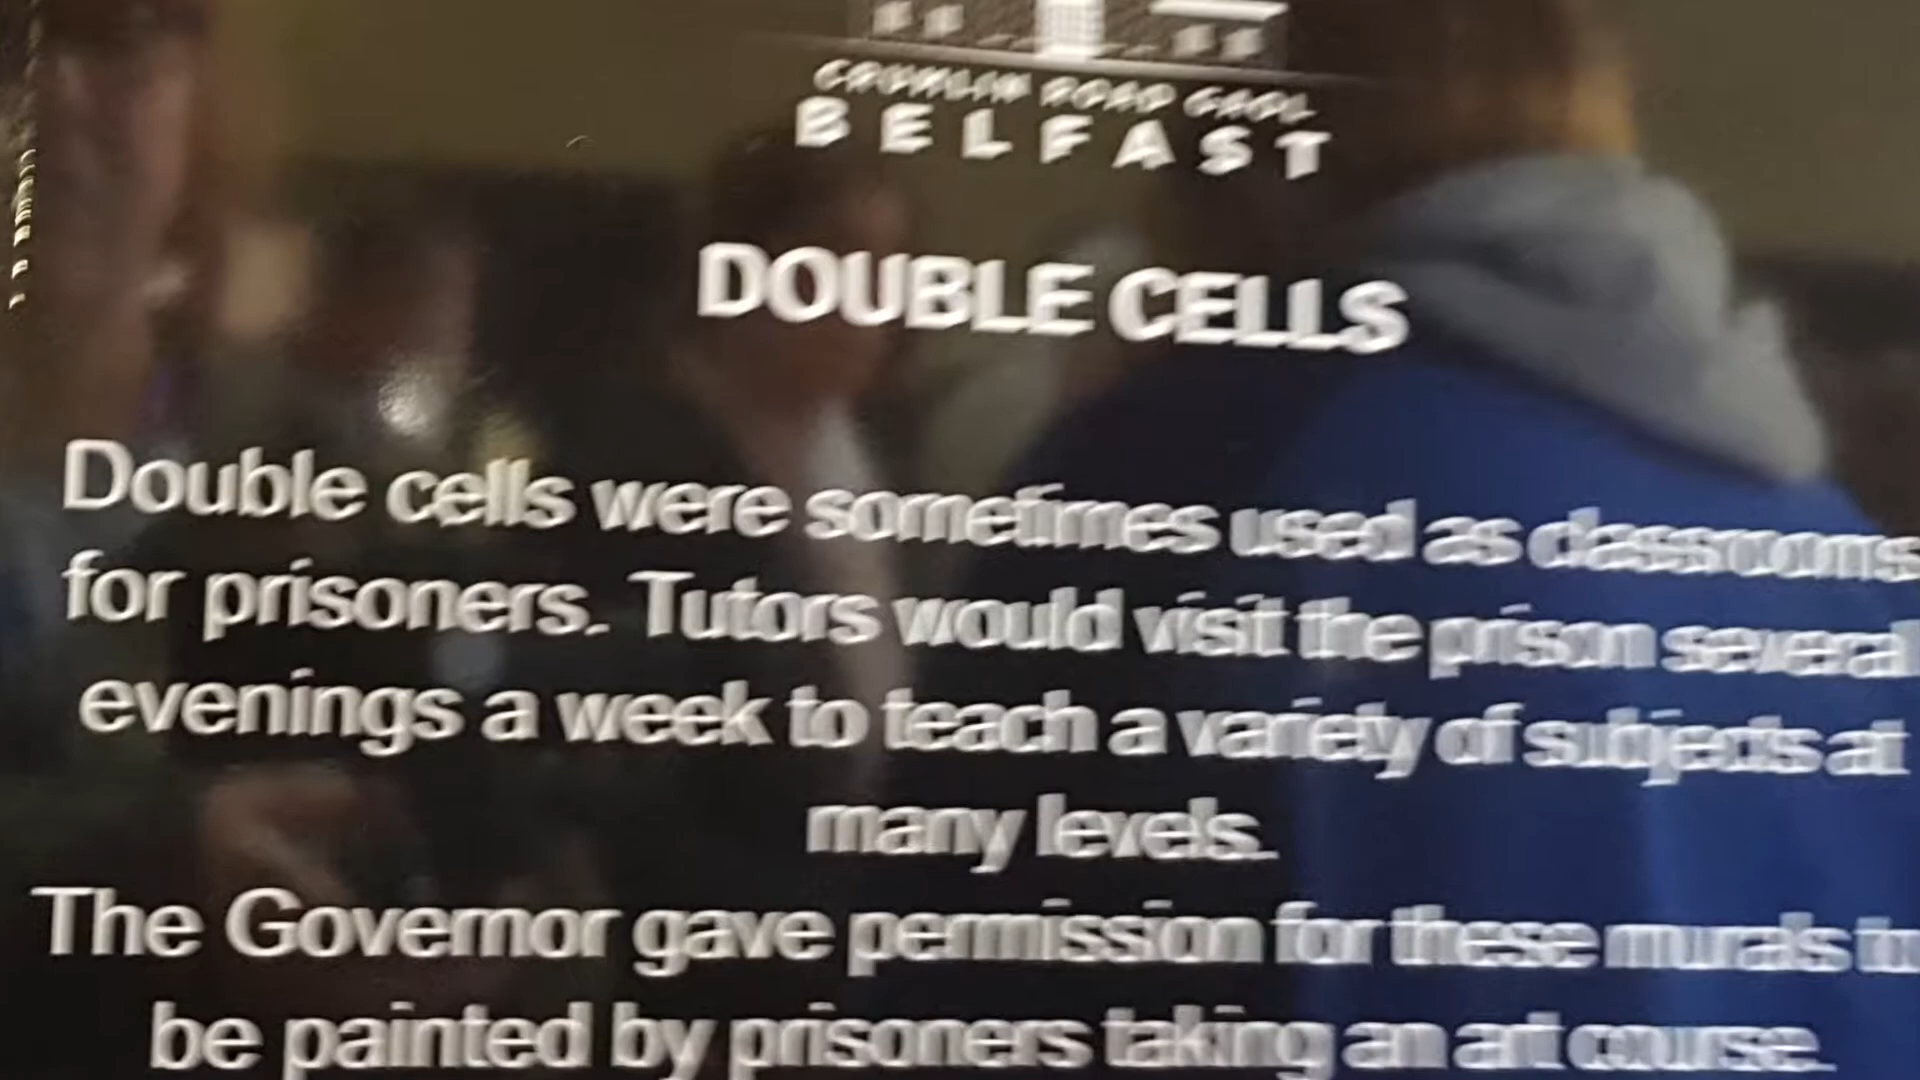 CRUMLIN ROAD GAOL
BELFAST
DOUBLE CELLS
Double cells were sometimes used as classrooms
for prisoners. Tutors would visit the prison several
evenings a week to teach a variety of subjects at
many levels.
The Governor gave permission for these murals to
be painted by prisoners taking an art course.